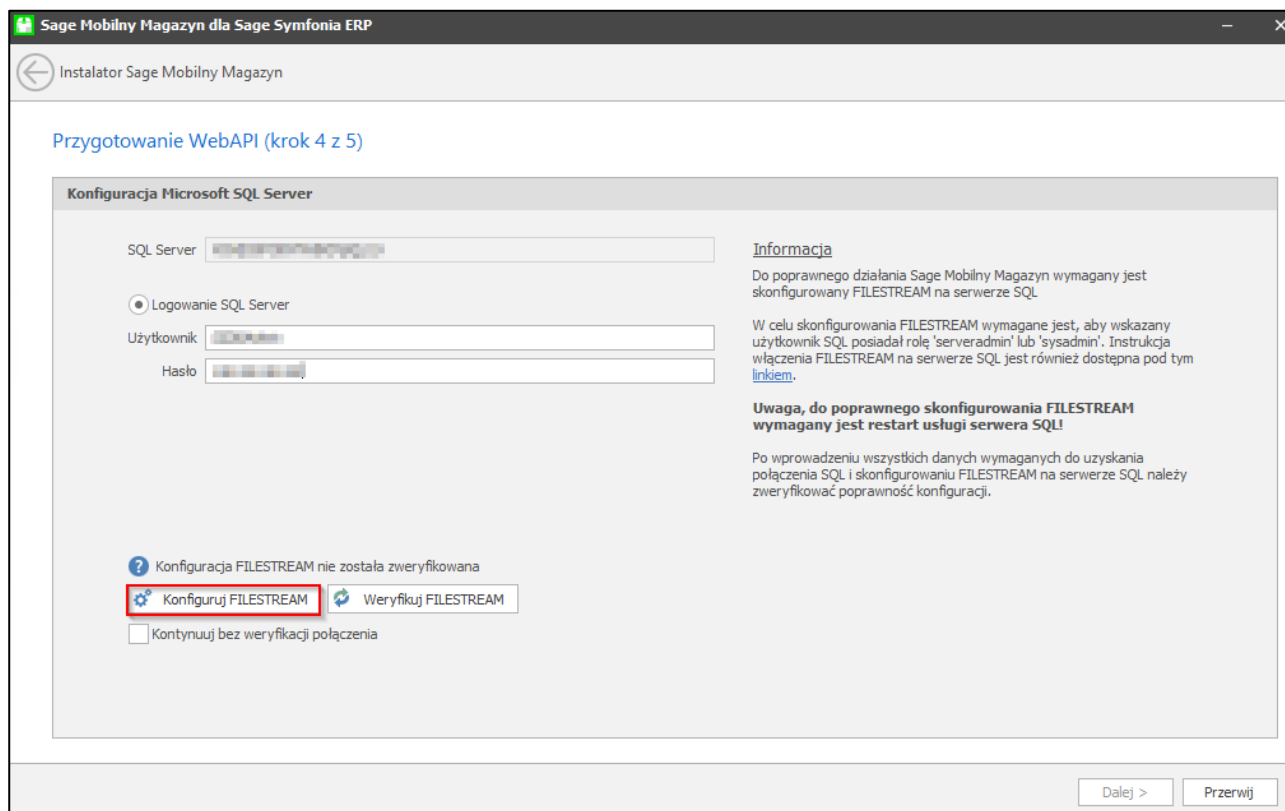 Sage Mobilny Magazyn dla Sage Symfonia ERP
Instalator Sage Mobilny Magazyn
Przygotowanie WebAPI (krok 4 z 5)
Konfiguracja Microsoft SQL Server
SQL Server
Logowanie SQL Server
Użytkownik
Hasło
Informacja
Do poprawnego działania Sage Mobilny Magazyn wymagany jest
skonfigurowany FILESTREAM na serwerze SQL
W celu skonfigurowania FILESTREAM wymagane jest, aby wskazany
użytkownik SQL posiadał rolę 'serveradmin' lub 'sysadmin'. Instrukcja
włączenia FILESTREAM na serwerze SQL jest również dostępna pod tym
linkiem.
Uwaga, do poprawnego skonfigurowania FILESTREAM
wymagany jest restart usługi serwera SQL!
Po wprowadzeniu wszystkich danych wymaganych do uzyskania
połączenia SQL i skonfigurowaniu FILESTREAM na serwerze SQL należy
zweryfikować poprawność konfiguracji.
Konfiguracja FILESTREAM nie została zweryfikowana
Konfiguruj FILESTREAM
Weryfikuj FILESTREAM
Kontynuuj bez weryfikacji połączenia
Dalej >
Przerwij